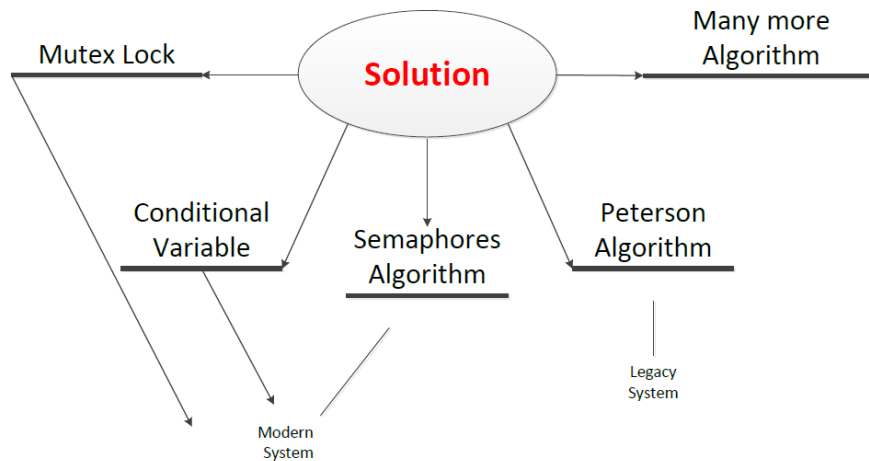 Mutex Lock
Solution
Many more
Algorithm
Conditional
Variable
Semaphores
Algorithm
Peterson
Algorithm
Modern
System
Legacy
System